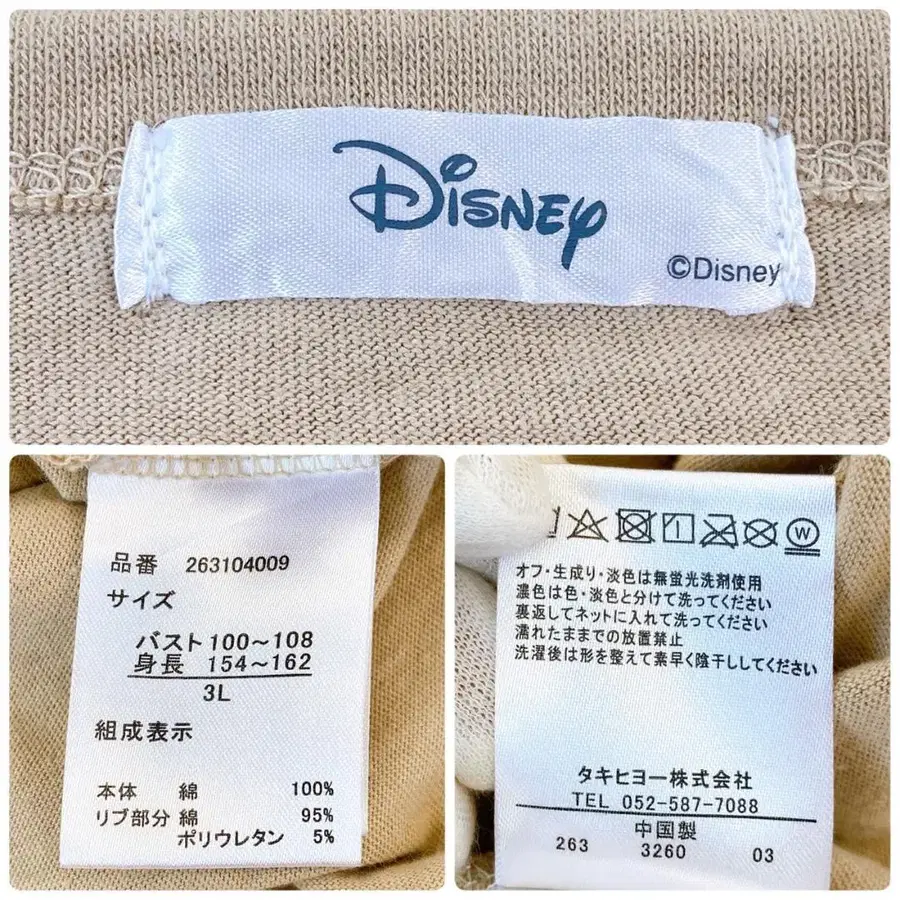 Disney
©Disney
品番 263104009
サイズ
バスト 100～108
身長 154～162
3L
組成表示
本体 綿 100%
リブ部分 綿 95%
ポリウレタン 5%
W
オフ・生成り・淡色は無蛍光洗剤使用
濃色は色・淡色と分けて洗ってください
裏返してネットに入れて洗ってください
濡れたままでの放置禁止
洗濯後は形を整えて素早く陰干ししてください
タキヒヨー株式会社
TEL 052-587-7088
中国製
263 3260 03